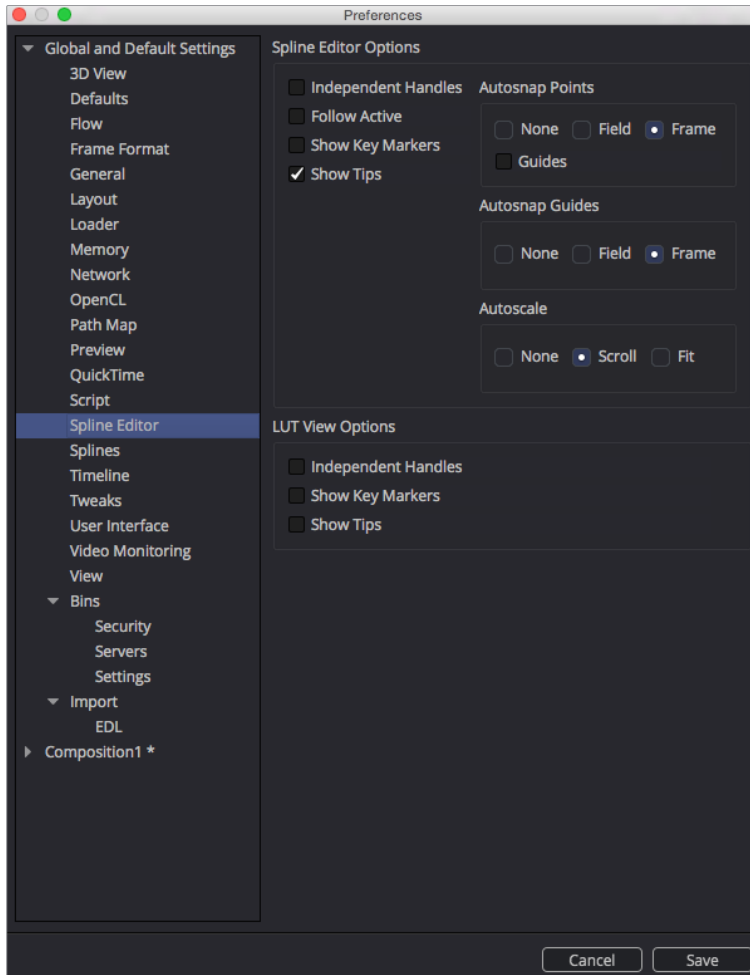 Preferences
Global and Default Settings
3D View
Defaults
Flow
Frame Format
General
Layout
Loader
Memory
Network
OpenCL
Path Map
Preview
QuickTime
Script
Spline Editor
Splines
Timeline
Tweaks
User Interface
Video Monitoring
View
Bins
Security
Servers
Settings
Import
EDL
Composition1 *
Spline Editor Options
Independent Handles
Follow Active
Show Key Markers
Show Tips
Autosnap Points
None Field Frame
Guides
Autosnap Guides
None Field Frame
Autoscale
None Scroll Fit
LUT View Options
Independent Handles
Show Key Markers
Show Tips
Cancel Save